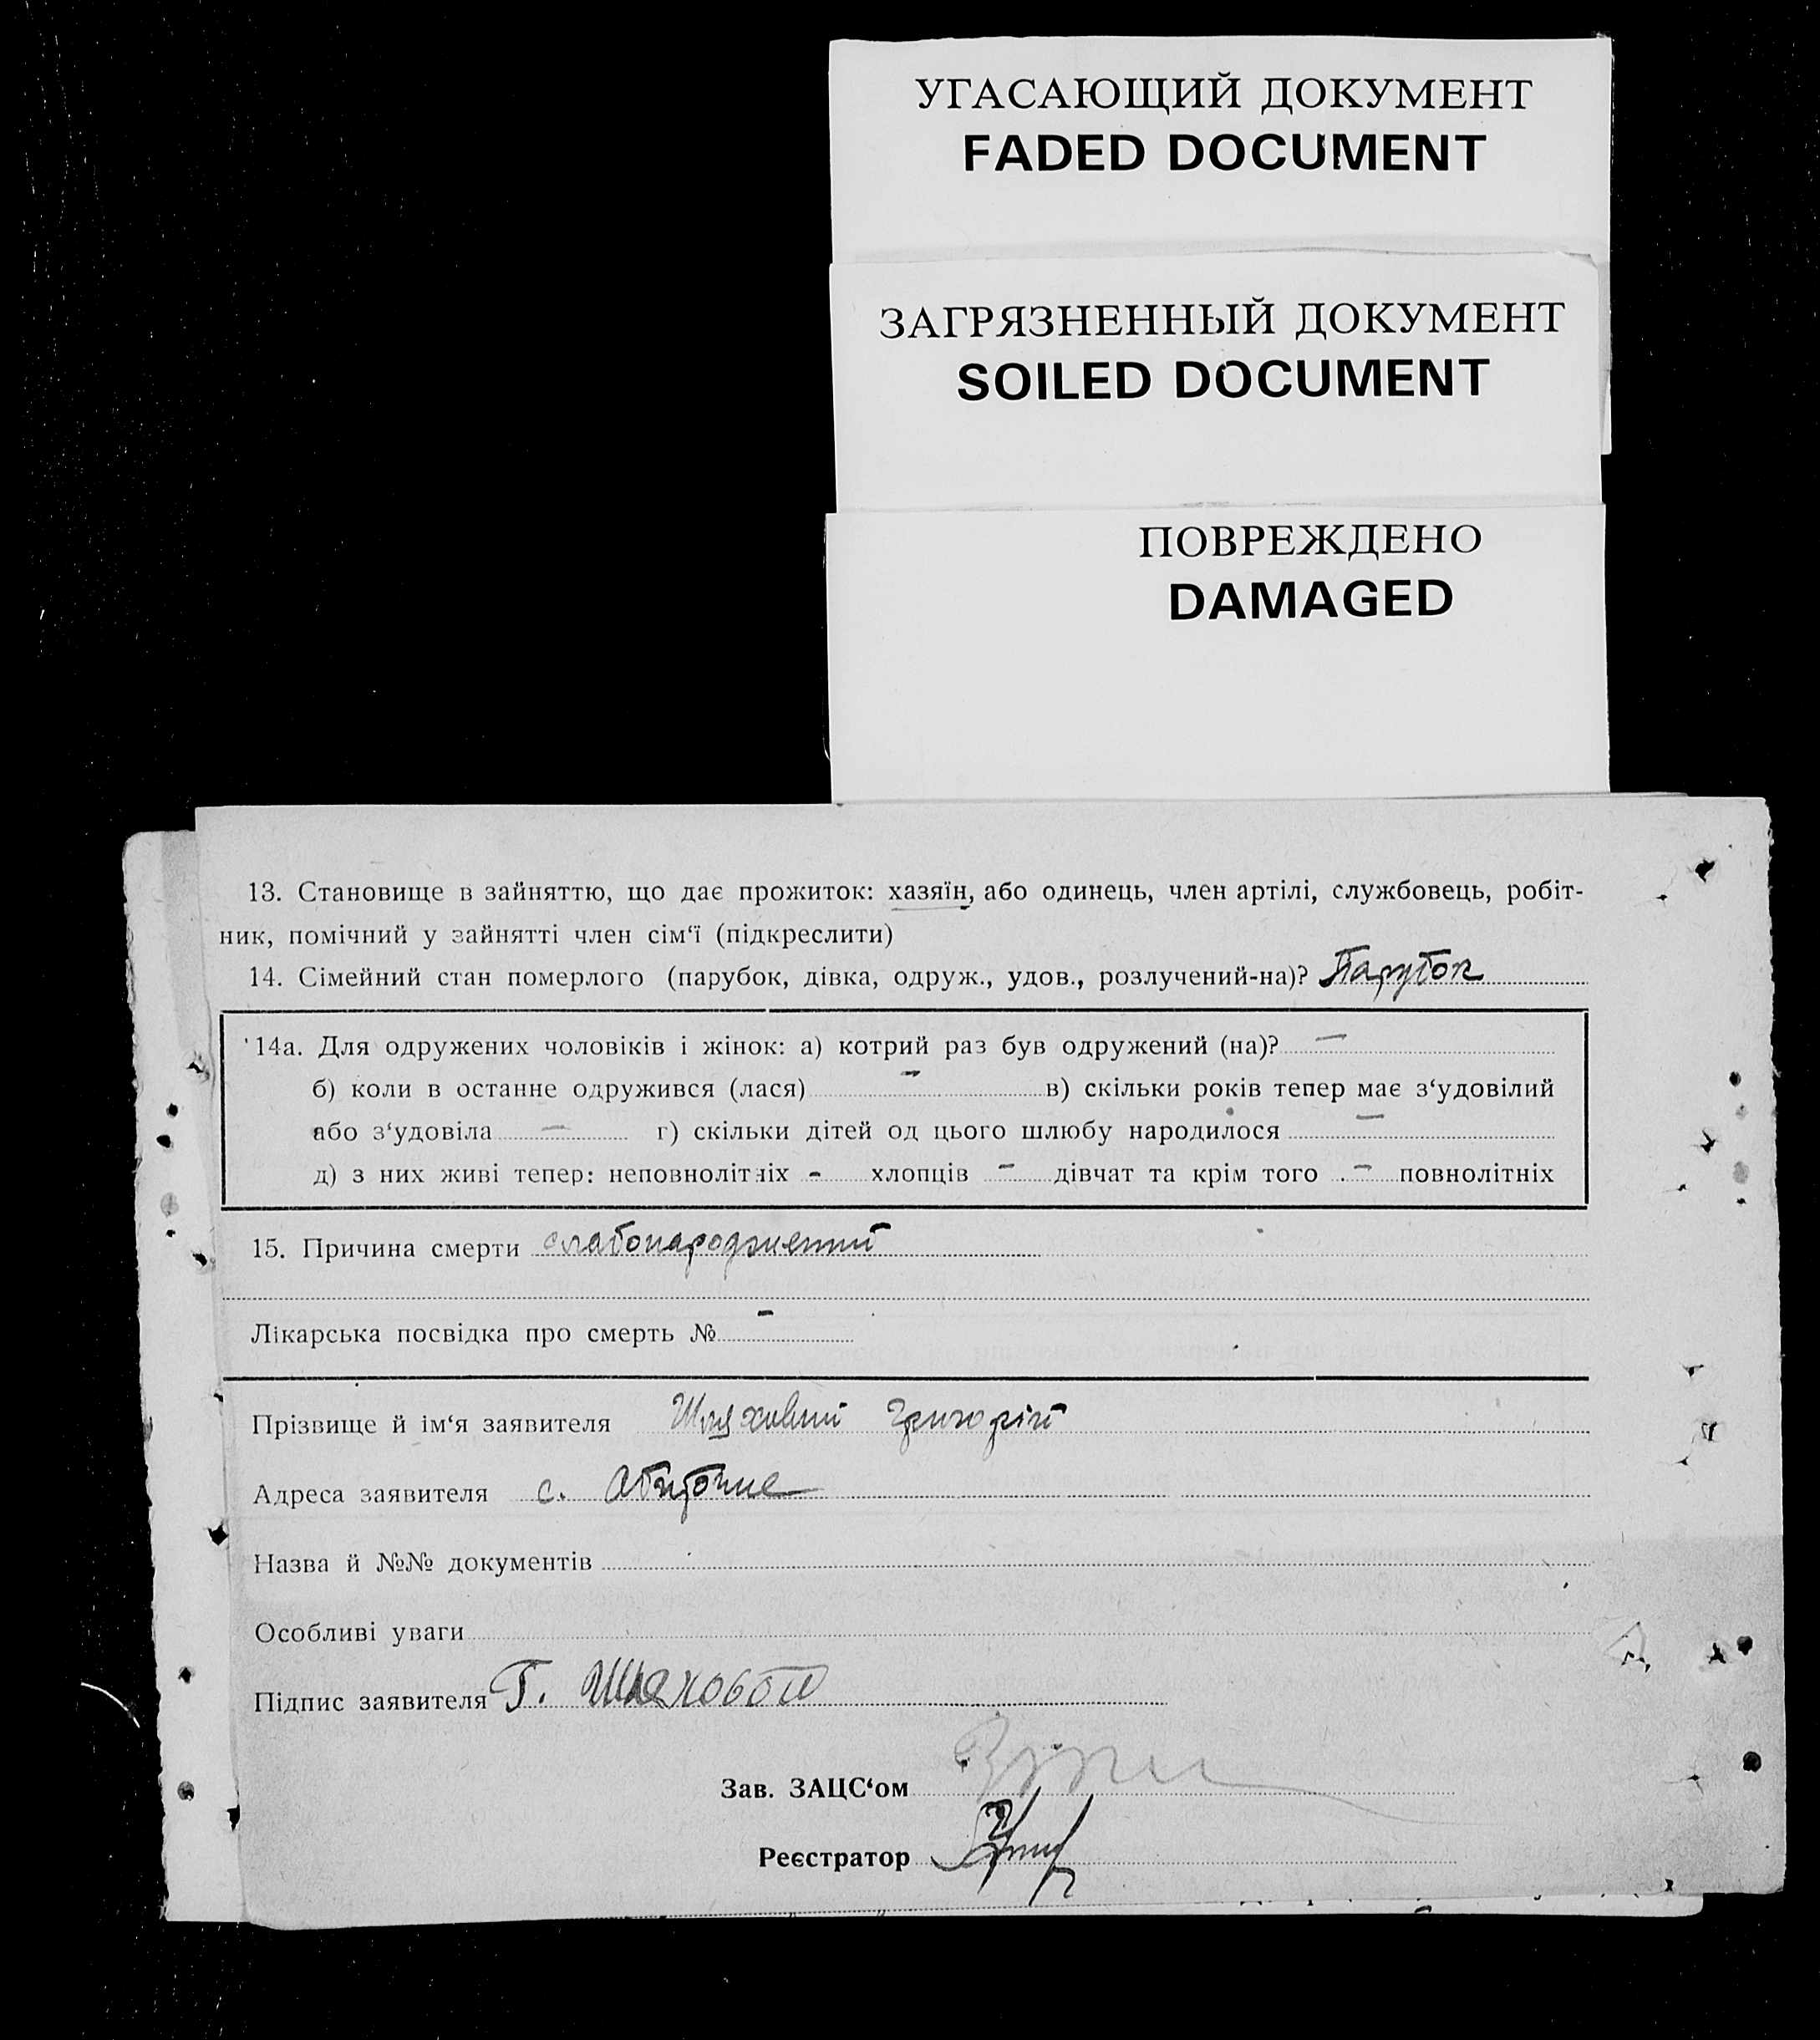 УГАСАЮЩИЙ ДОКУМЕНТ
FADED DOCUMENT
ЗАГРЯЗНЕННЫЙ ДОКУМЕНТ
SOILED DOCUMENT
ПОВРЕЖДЕНО
DAMAGED
13. Становище в зайняттю, що дає прожиток: хазяїн, або одинець, член артілі, службовець, робіт-
ник, помічний у зайнятті член сім‘ї (підкреслити)
14. Сімейний стан померлого (парубок, дівка, одруж., удов., розлучений-на)? Парубок
14а. Для одружених чоловіків і жінок: а) котрий раз був одружений (на)? —
б) коли в останнє одружився (лася) — в) скільки років тепер має з‘удовілий
або з‘удовіла — г) скільки дітей од цього шлюбу народилося —
д) з них живі тепер: неповнолітніх - хлопців — дівчат та крім того — повнолітніх
15. Причина смерти слабонароджений
Лікарська посвідка про смерть № —
Прізвище й ім‘я заявителя Шляховий Григорій
Адреса заявителя с.
Назва й №№ документів
Особливі уваги
Підпис заявителя Г. Шляховой
Зав. ЗАЦС‘ом
Реєстратор